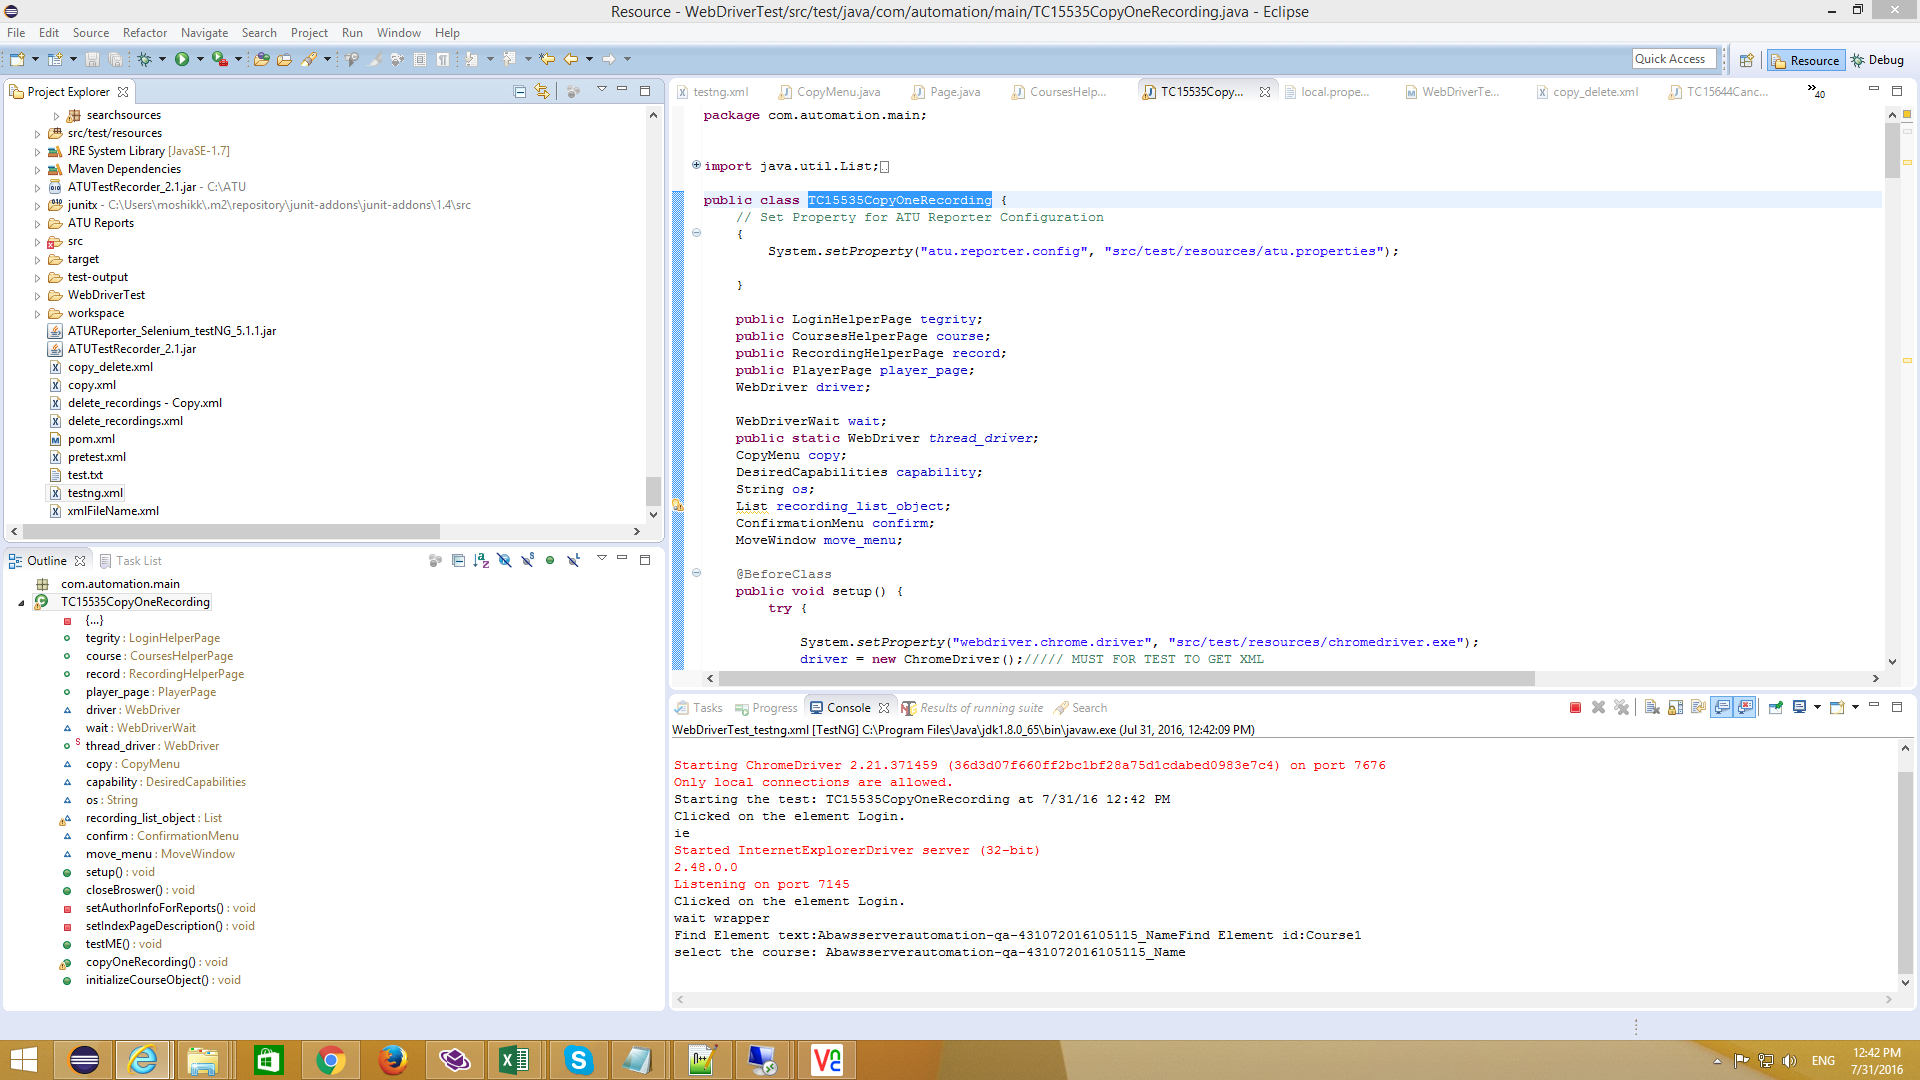 Resource - WebDriverTest/src/test/java/com/automation/main/TC15535CopyOneRecording.java - Eclipse
File Edit Source Refactor Navigate Search Project Run Window Help
Quick Access Resource Debug
Project Explorer
searchsources
src/test/resources
JRE System Library [JavaSE-1.7]
Maven Dependencies
ATUTestRecorder_2.1.jar - C:\ATU
junitx - C:\Users\moshikk\.m2\repository\junit-addons\junit-addons\1.4\src
ATU Reports
src
target
test-output
WebDriverTest
workspace
ATUReporter_Selenium_testNG_5.1.1.jar
ATUTestRecorder_2.1.jar
copy_delete.xml
copy.xml
delete_recordings - Copy.xml
delete_recordings.xml
pom.xml
pretest.xml
test.txt
testng.xml
xmlFileName.xml
Outline Task List
com.automation.main
TC15535CopyOneRecording
{...}
tegrity : LoginHelperPage
course : CoursesHelperPage
record : RecordingHelperPage
player_page : PlayerPage
driver : WebDriver
wait : WebDriverWait
thread_driver : WebDriver
copy : CopyMenu
capability : DesiredCapabilities
os : String
recording_list_object : List
confirm : ConfirmationMenu
move_menu : MoveWindow
setup() : void
closeBroswer() : void
setAuthorInfoForReports() : void
setIndexPageDescription() : void
testME() : void
copyOneRecording() : void
initializeCourseObject() : void
testng.xml CopyMenu.java Page.java CoursesHelp... TC15535Copy... local.prope... WebDriverTe... copy_delete.xml TC15644Canc... 40
package com.automation.main;
import java.util.List;
public class TC15535CopyOneRecording {
// Set Property for ATU Reporter Configuration
{
System.setProperty("atu.reporter.config", "src/test/resources/atu.properties");
}
public LoginHelperPage tegrity;
public CoursesHelperPage course;
public RecordingHelperPage record;
public PlayerPage player_page;
WebDriver driver;
WebDriverWait wait;
public static WebDriver thread_driver;
CopyMenu copy;
DesiredCapabilities capability;
String os;
List recording_list_object;
ConfirmationMenu confirm;
MoveWindow move_menu;
@BeforeClass
public void setup() {
try {
System.setProperty("webdriver.chrome.driver", "src/test/resources/chromedriver.exe");
driver = new ChromeDriver();///// MUST FOR TEST TO GET XML
Tasks Progress Console Results of running suite Search
WebDriverTest_testng.xml [TestNG] C:\Program Files\Java\jdk1.8.0_65\bin\javaw.exe (Jul 31, 2016, 12:42:09 PM)
Starting ChromeDriver 2.21.371459 (36d3d07f660ff2bc1bf28a75d1cdabed0983e7c4) on port 7676
Only local connections are allowed.
Starting the test: TC15535CopyOneRecording at 7/31/16 12:42 PM
Clicked on the element Login.
ie
Started InternetExplorerDriver server (32-bit)
2.48.0.0
Listening on port 7145
Clicked on the element Login.
wait wrapper
Find Element text:Abawsserverautomation-qa-431072016105115_NameFind Element id:Course1
select the course: Abawsserverautomation-qa-431072016105115_Name
ENG
12:42 PM
7/31/2016